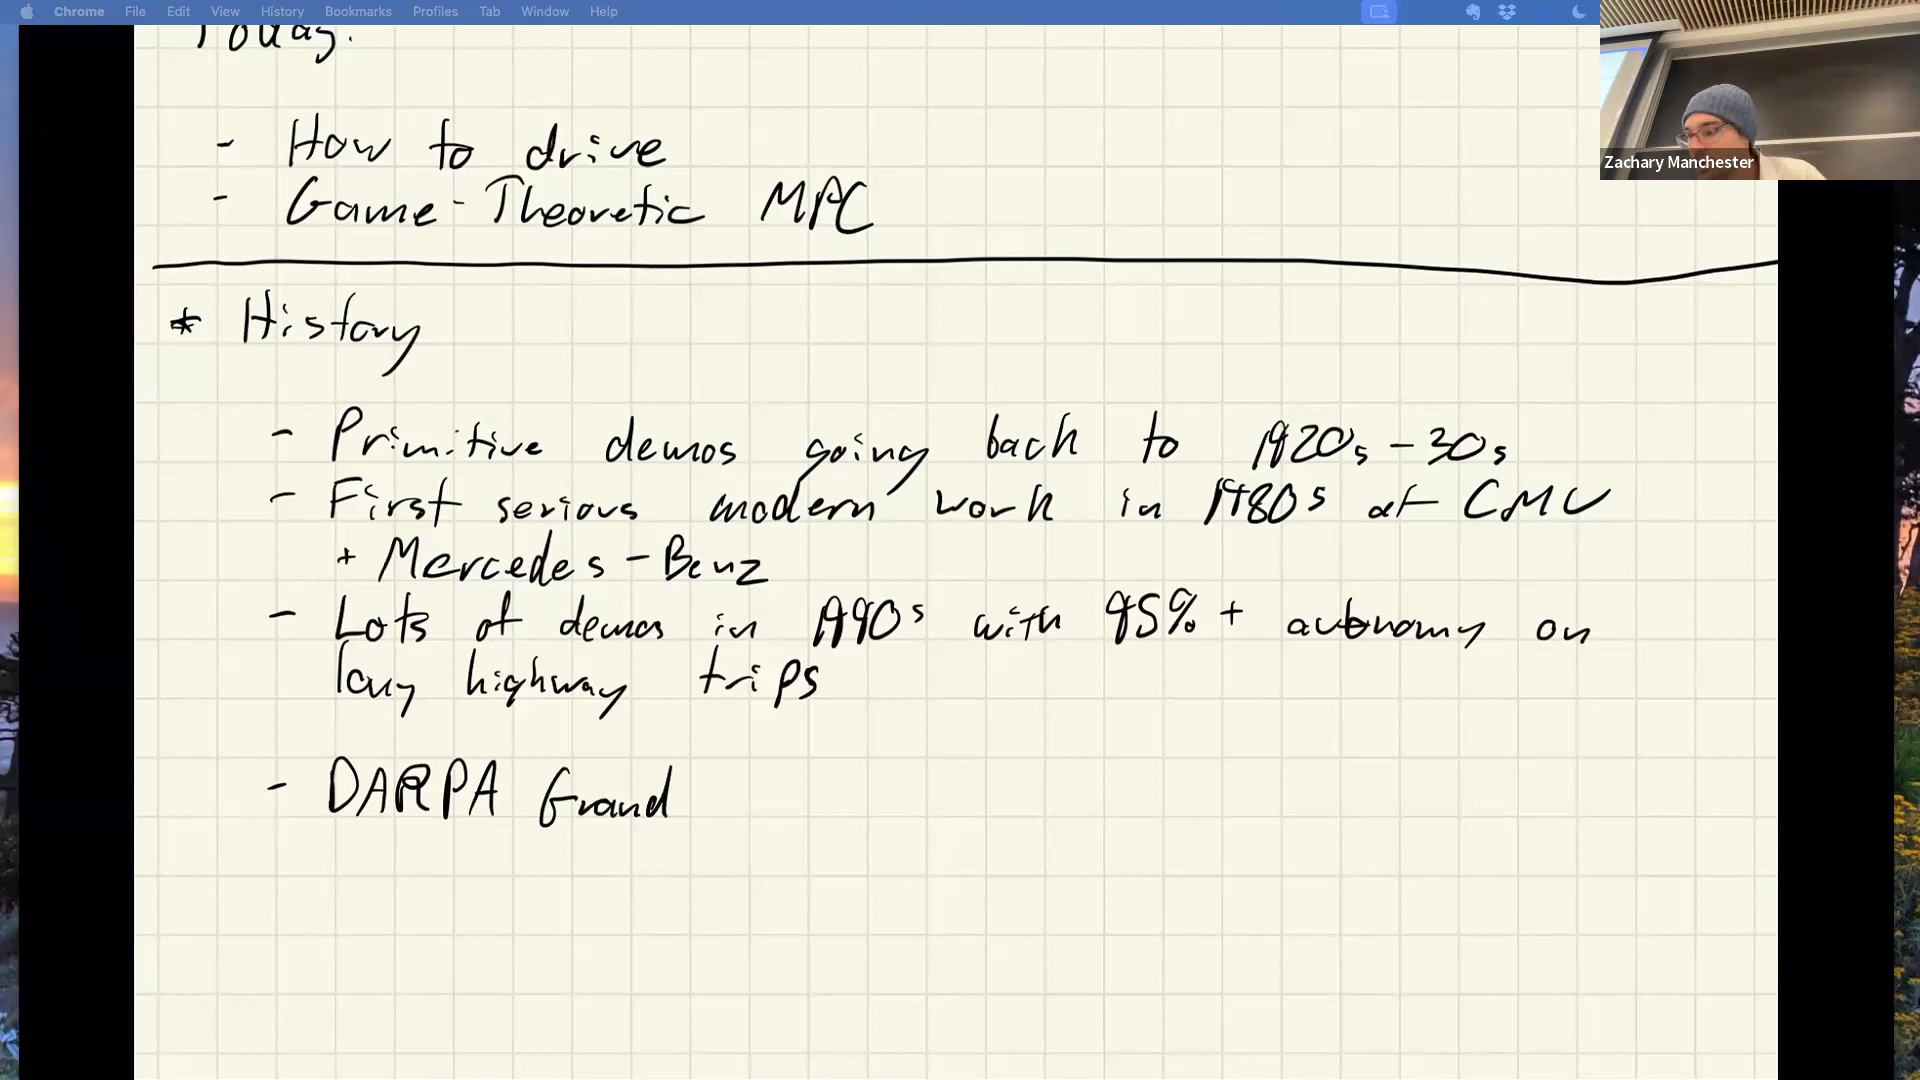 Chrome File Edit View History Bookmarks Profiles Tab Window Help
Today:
- How to drive
- Game-Theoretic MPC
Zachary Manchester
* History
- Primitive demos going back to 1920s - 30s
- First serious modern work in 1980s at CMU
+ Mercedes-Benz
- Lots of demos in 1990s with 95% + autonomy on
long highway trips
- DARPA Grand